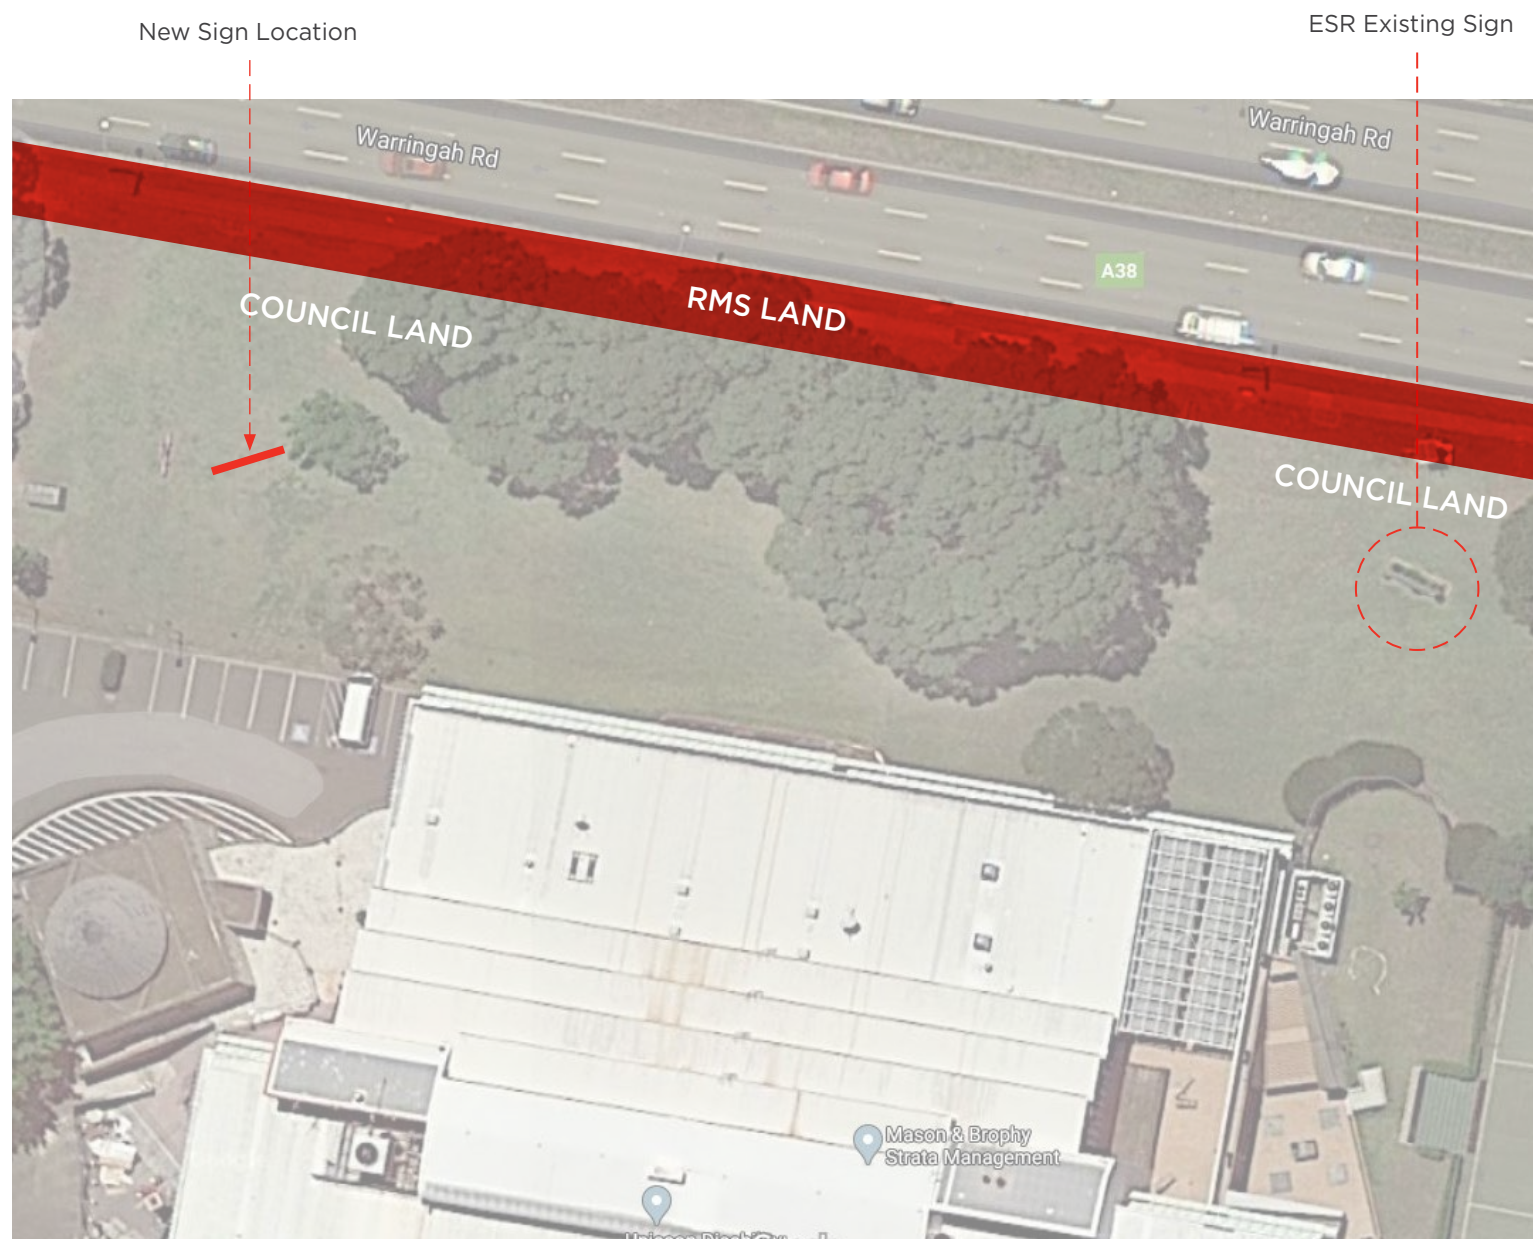 New Sign Location
ESR Existing Sign
Warringah Rd
Warringah Rd
A38
COUNCIL LAND
RMS LAND
COUNCIL LAND
Mason & Brophy
Strata Management